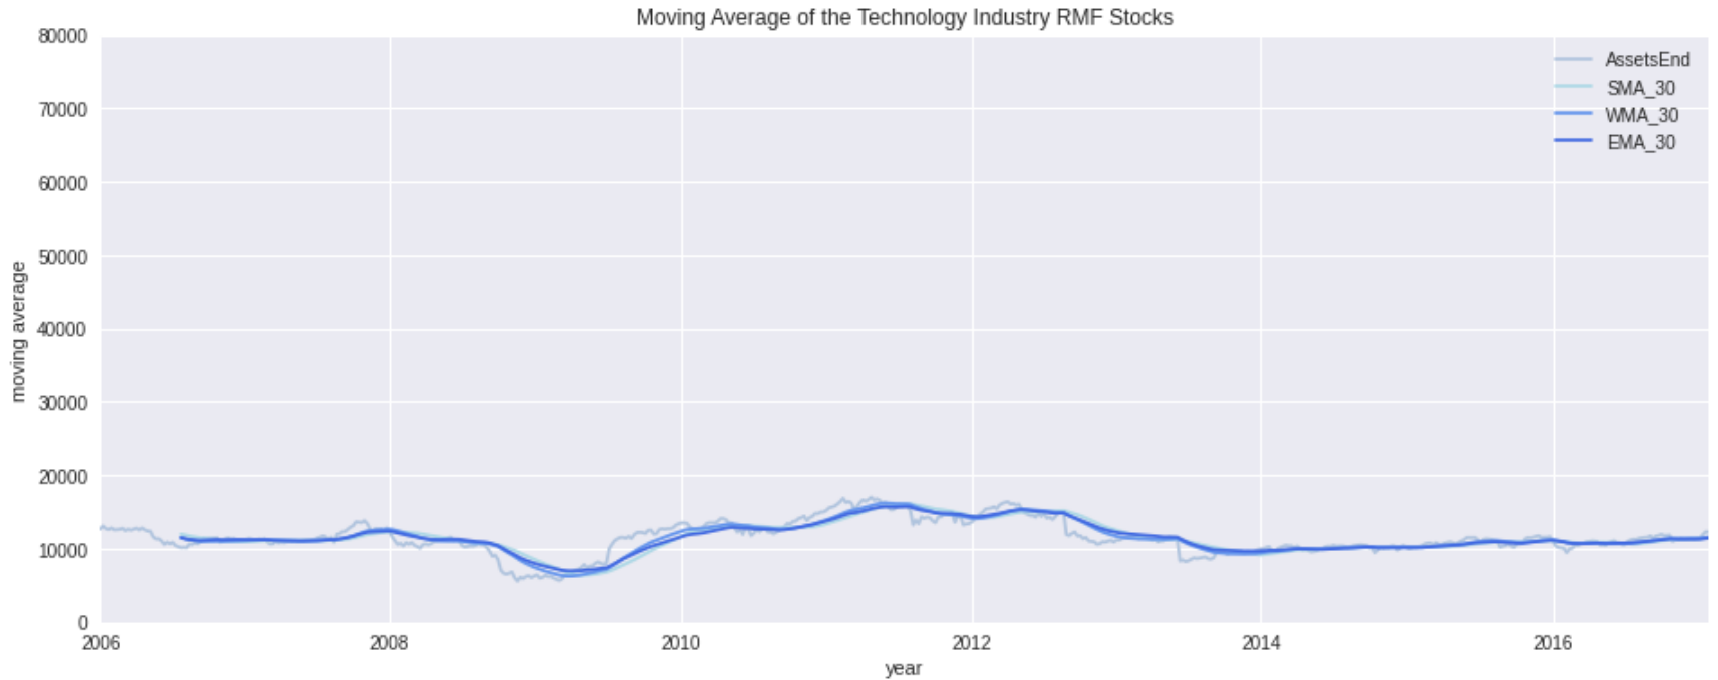 Moving Average of the Technology Industry RMF Stocks
80000
70000
60000
50000
40000
30000
20000
10000
0
moving average
AssetsEnd
SMA_30
WMA_30
EMA_30
2006 2008 2010 2012 2014 2016
year